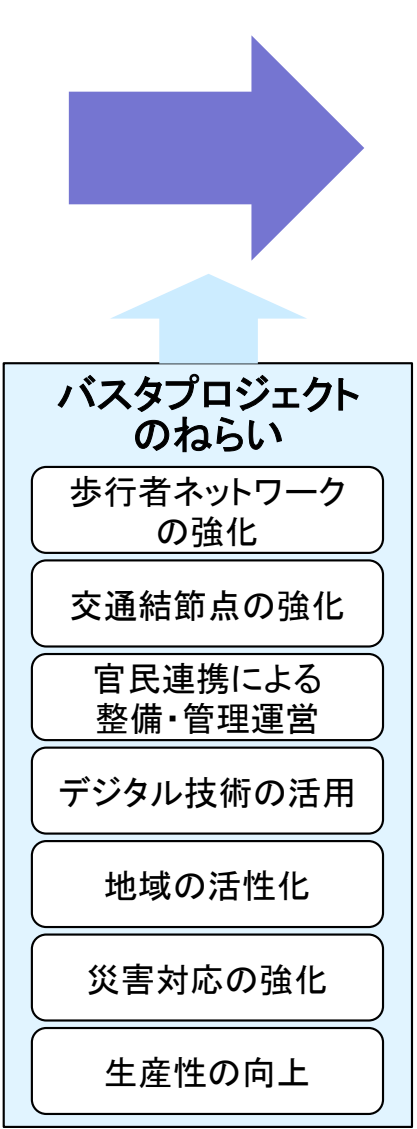 バスタプロジェクト
のねらい
歩行者ネットワーク
の強化
交通結節点の強化
官民連携による
整備・管理運営
デジタル技術の活用
地域の活性化
災害対応の強化
生産性の向上